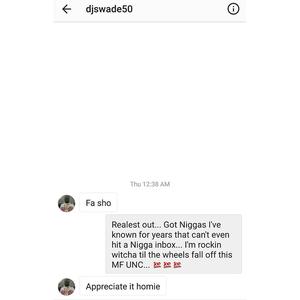 djswade50
Thu 12:38 AM
Fa sho
Realest out... Got Niggas I've
known for years that can't even
hit a Nigga inbox... I'm rockin
witcha til the wheels fall off this
MF UNC... 💯 💯 💯
Appreciate it homie